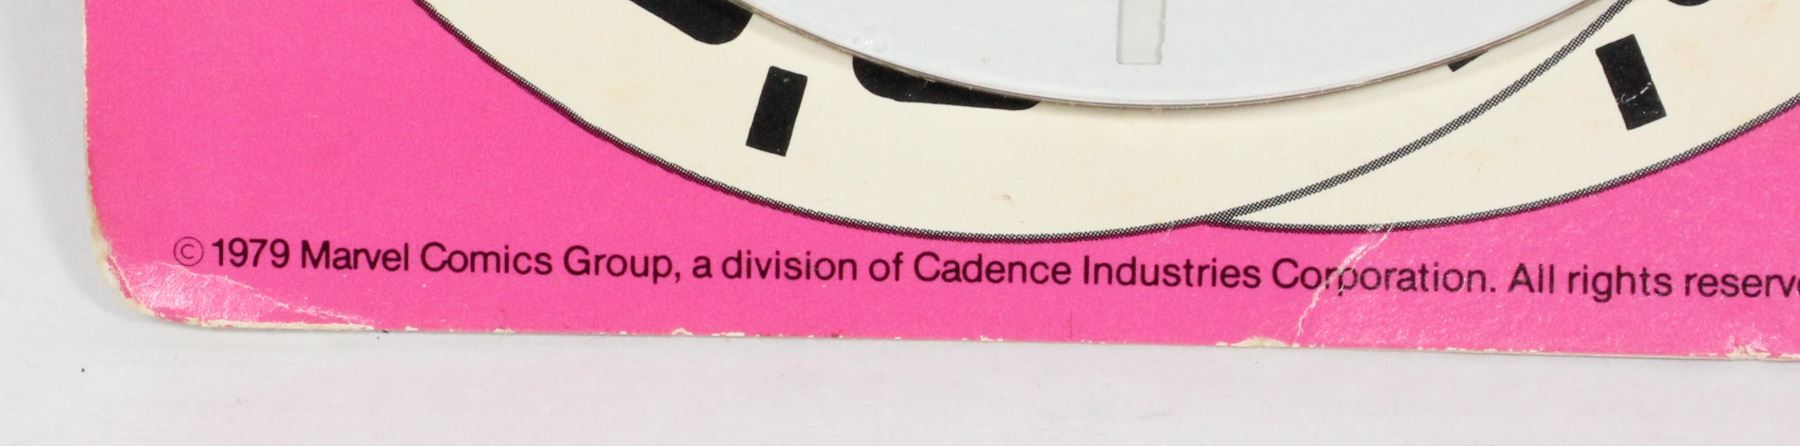 © 1979 Marvel Comics Group, a division of Cadence Industries Corporation. All rights reserv